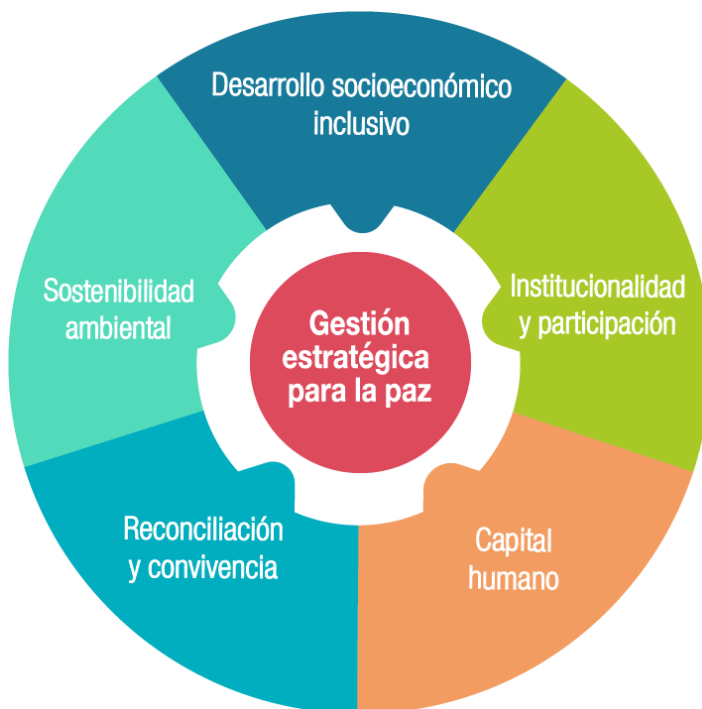 Desarrollo socioeconómico
inclusivo
Institucionalidad
y participación
Capital
humano
Reconciliación
y convivencia
Sostenibilidad
ambiental
Gestión
estratégica
para la paz